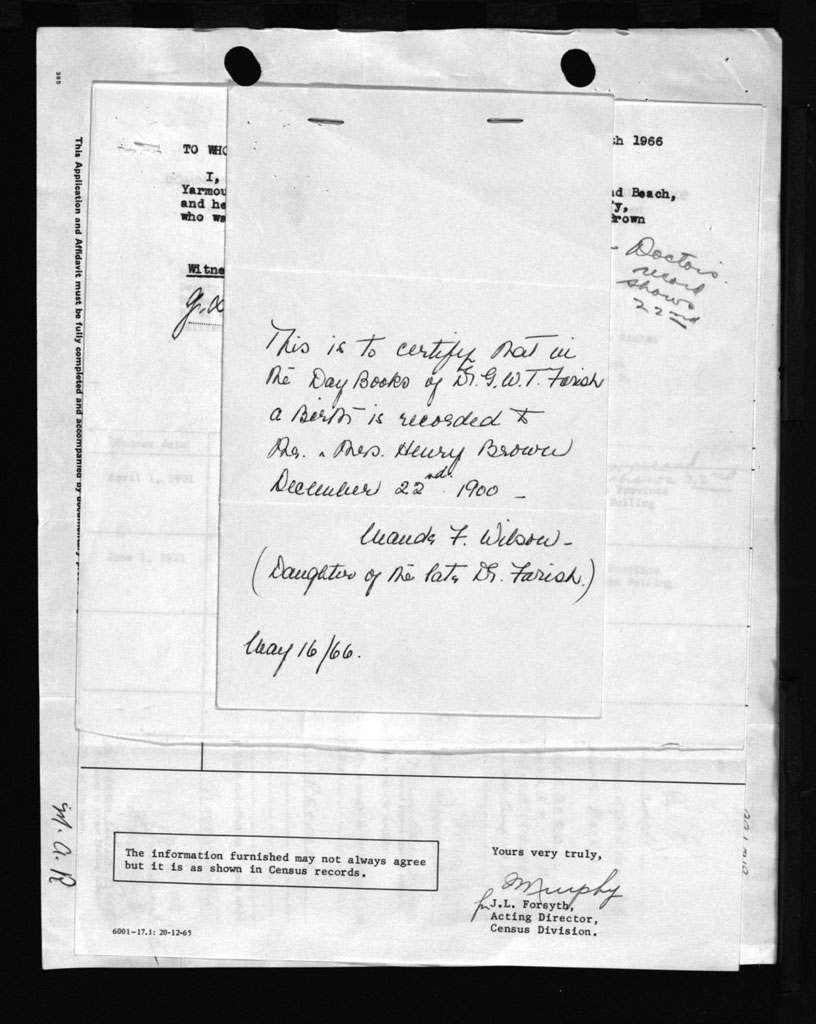 This Application and Affidavit must be fully completed and accompanied by
TO WHO
h 1966
I,
Yarmou
and he
who wa
d Beach,
y,
Brown
Witne
- Doctors
record
shows
22nd
This is to certify that in
the Day Books of Dr. G.W.T. Farish
a Birth is recorded to
Mr. & Mrs. Henry Brown
December 22nd 1900 -
Manda F. Wilson -
(Daughter of the late Dr. Farish.)
May 16/66.
Census date
April 1, 1901
June 1, 1921
M. A. R
The information furnished may not always agree
but it is as shown in Census records.
Yours very truly,
Murphy
for J.L. Forsyth,
Acting Director,
Census Division.
6001-17.1: 20-12-65